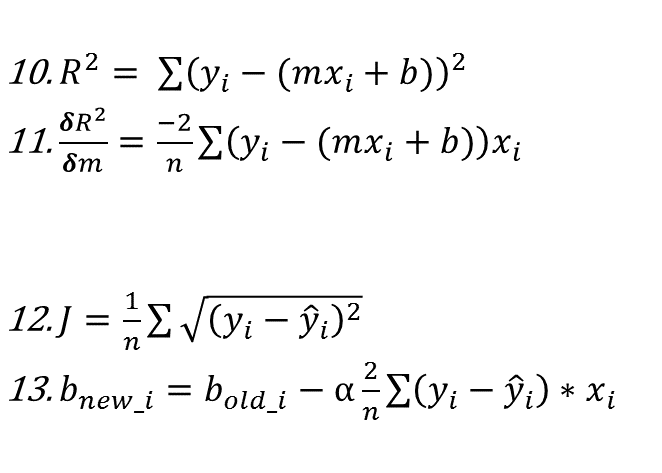 10. R² = ∑(yᵢ − (mxᵢ + b))²
11. δR²/δm = −2/n ∑(yᵢ − (mxᵢ + b))xᵢ
12. J = 1/n ∑ √(yᵢ − ŷᵢ)²
13. b_new_i = b_old_i − α 2/n ∑(yᵢ − ŷᵢ) * xᵢ